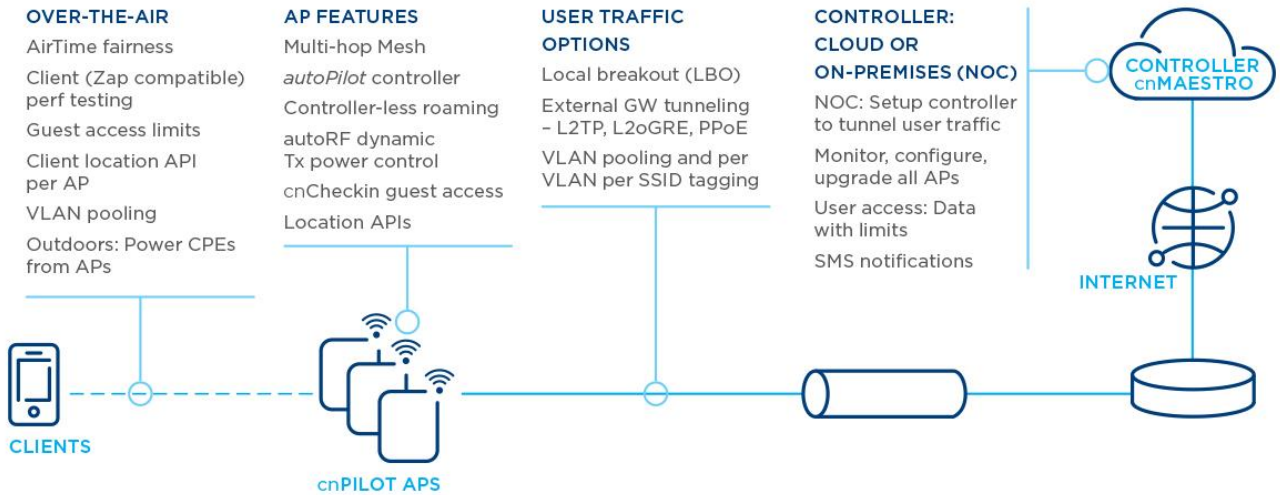 OVER-THE-AIR
AirTime fairness
Client (Zap compatible)
perf testing
Guest access limits
Client location API
per AP
VLAN pooling
Outdoors: Power CPEs
from APs
AP FEATURES
Multi-hop Mesh
autoPilot controller
Controller-less roaming
autoRF dynamic
Tx power control
cnCheckin guest access
Location APIs
USER TRAFFIC
OPTIONS
Local breakout (LBO)
External GW tunneling
– L2TP, L2oGRE, PPoE
VLAN pooling and per
VLAN per SSID tagging
CONTROLLER:
CLOUD OR
ON-PREMISES (NOC)
NOC: Setup controller
to tunnel user traffic
Monitor, configure,
upgrade all APs
User access: Data
with limits
SMS notifications
CONTROLLER
cnMAESTRO
INTERNET
CLIENTS
cnPILOT APS